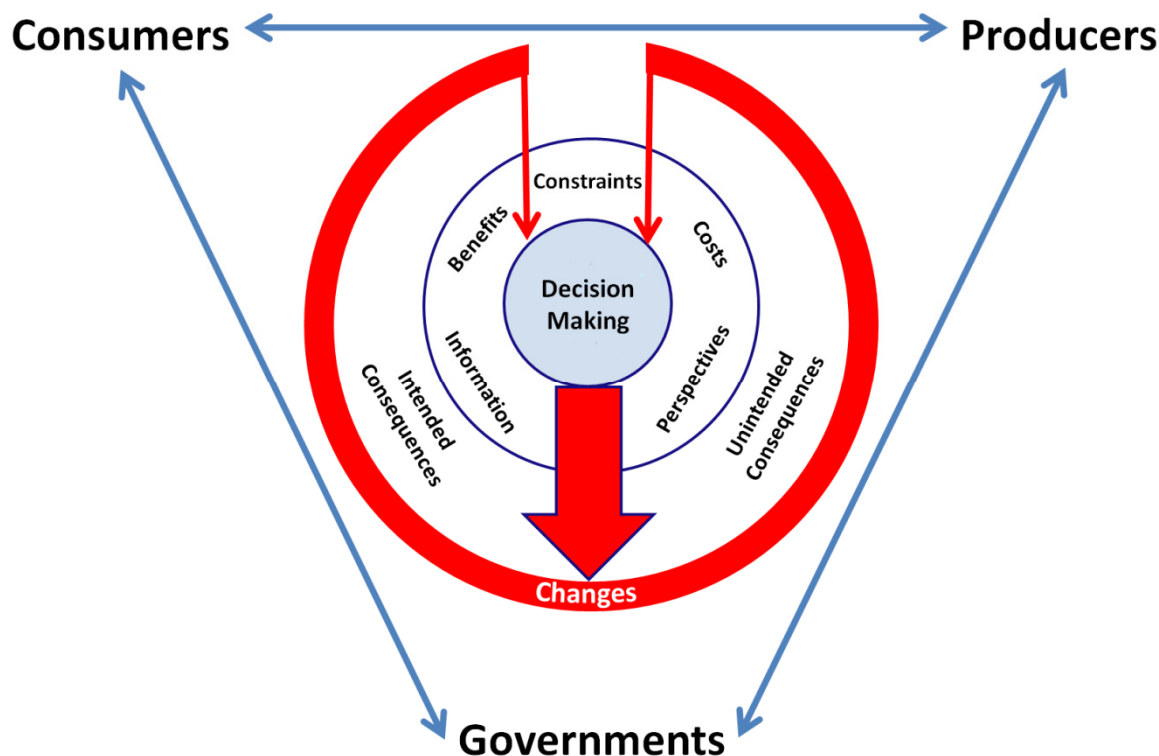 Consumers
Producers
Constraints
Benefits
Costs
Decision
Making
Information
Perspectives
Intended
Consequences
Unintended
Consequences
Changes
Governments